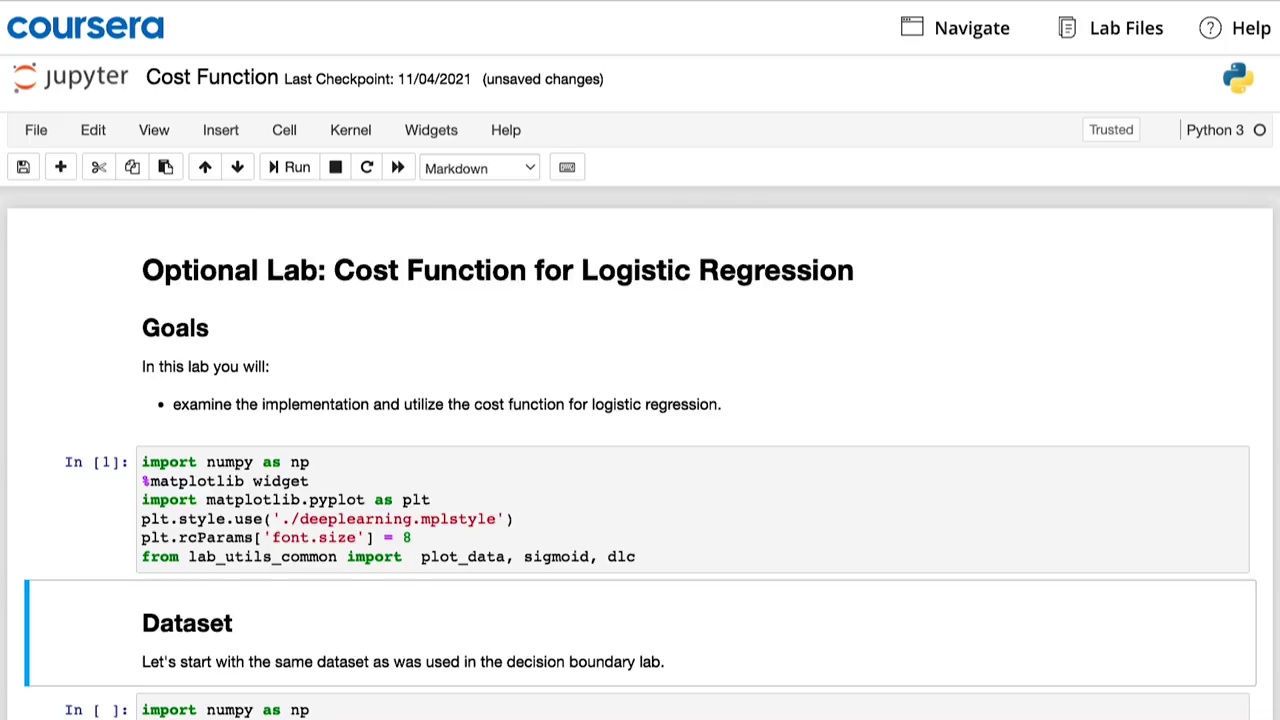 coursera
Navigate
Lab Files
? Help
jupyter Cost Function Last Checkpoint: 11/04/2021 (unsaved changes)
File Edit View Insert Cell Kernel Widgets Help Trusted Python 3
Run Markdown
Optional Lab: Cost Function for Logistic Regression
Goals
In this lab you will:
• examine the implementation and utilize the cost function for logistic regression.
In [1]: import numpy as np
%matplotlib widget
import matplotlib.pyplot as plt
plt.style.use('./deeplearning.mplstyle')
plt.rcParams['font.size'] = 8
from lab_utils_common import  plot_data, sigmoid, dlc
Dataset
Let's start with the same dataset as was used in the decision boundary lab.
In [ ]: import numpy as np